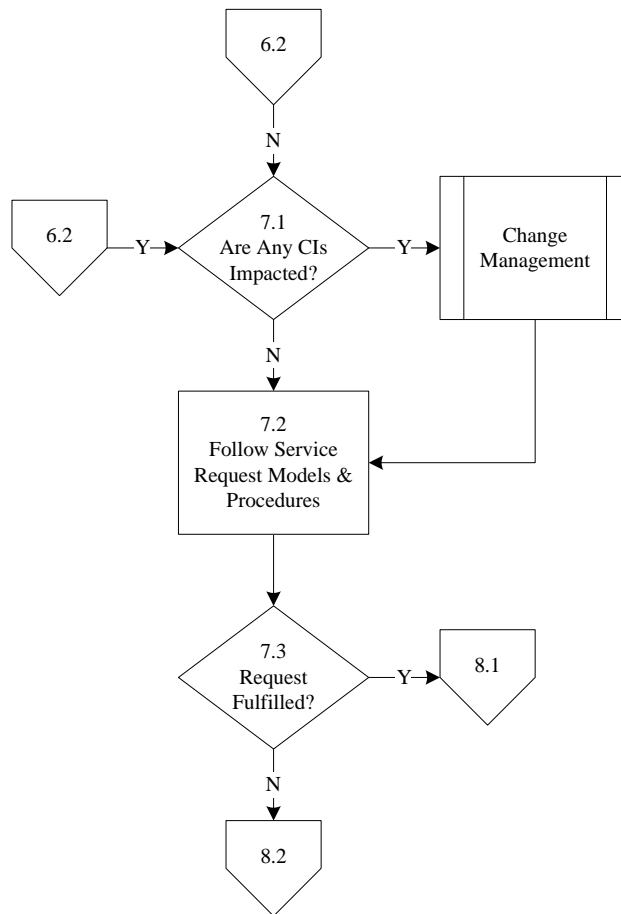 6.2
N
6.2
Y
7.1
Are Any CIs
Impacted?
Y
Change
Management
N
7.2
Follow Service
Request Models &
Procedures
7.3
Request
Fulfilled?
Y
8.1
N
8.2